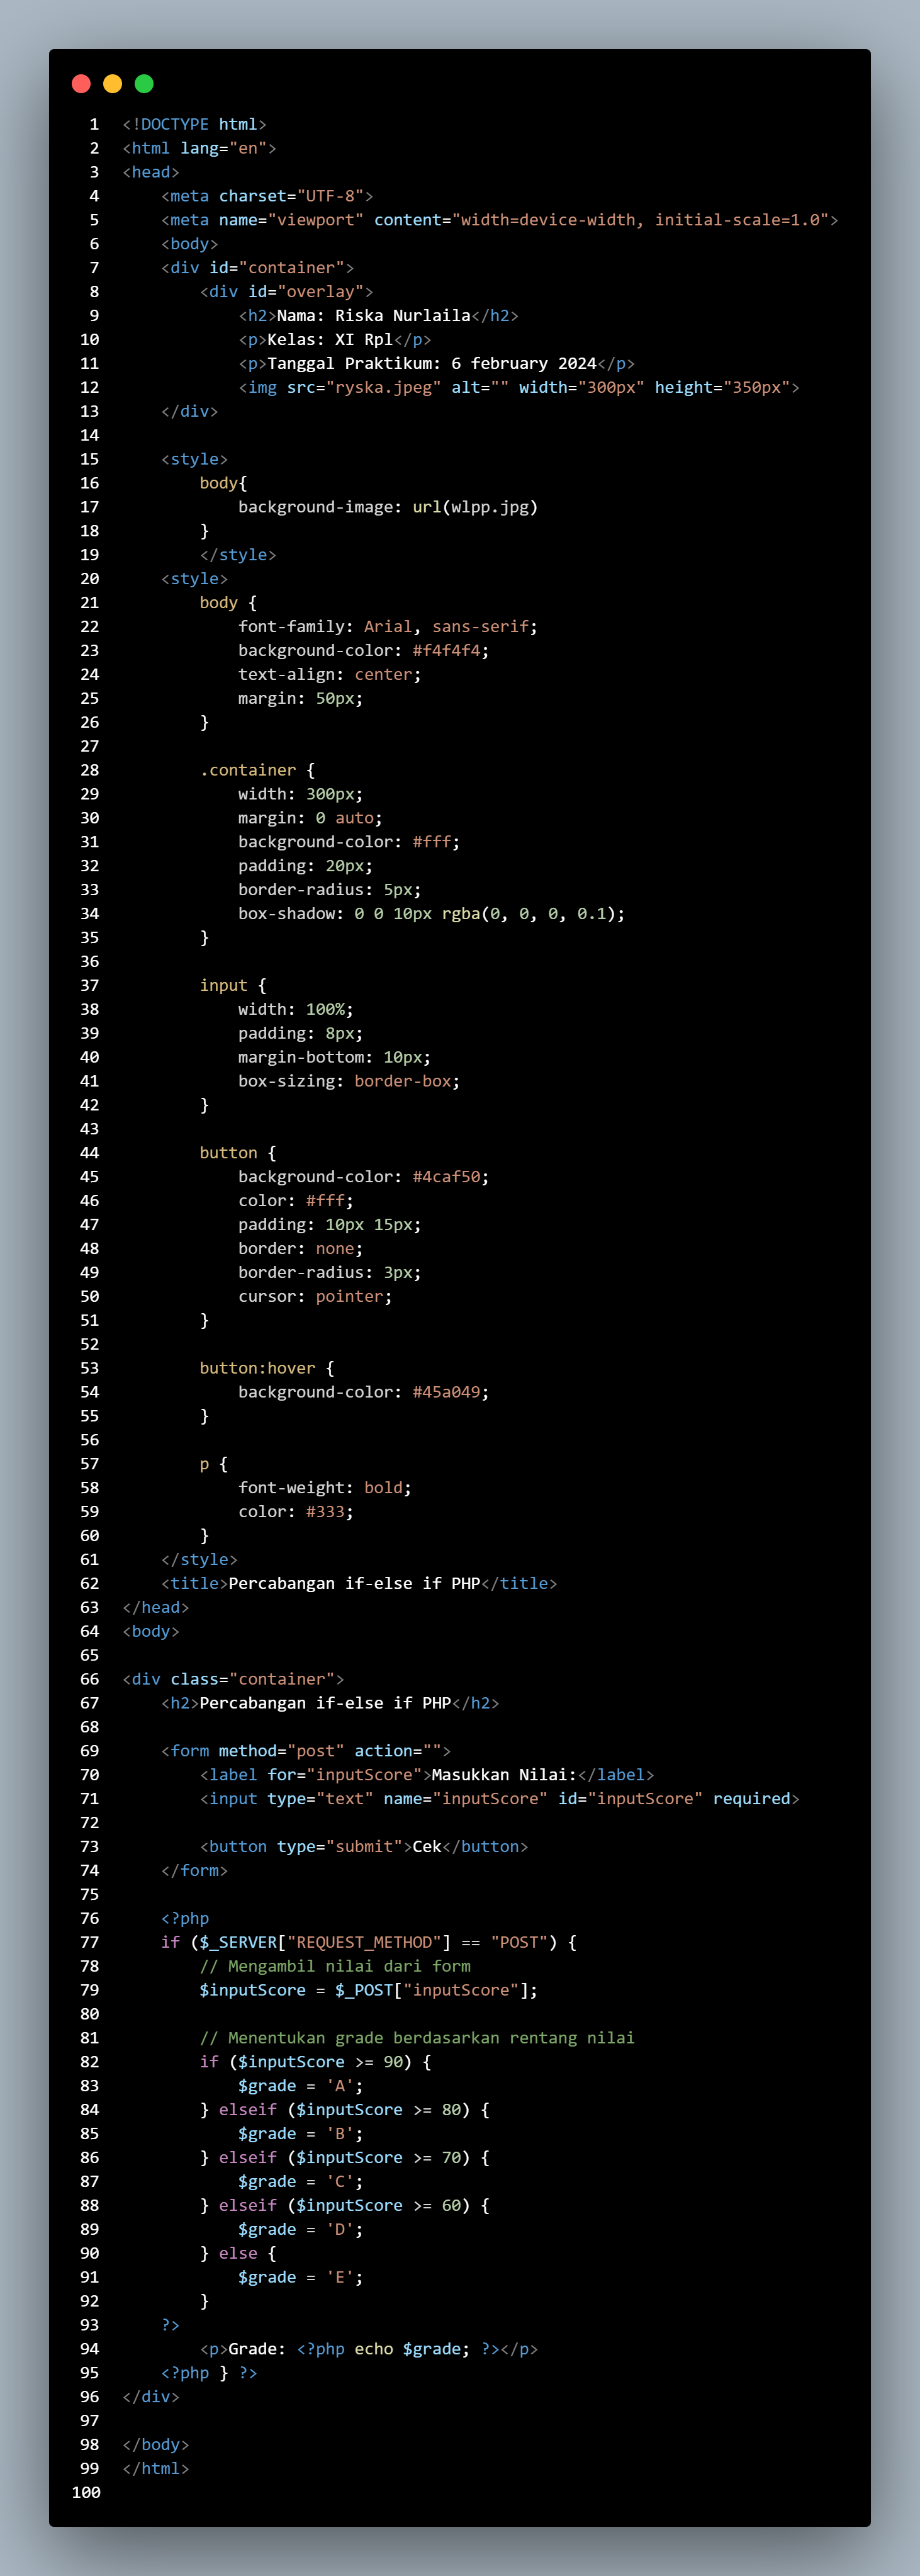 1 <!DOCTYPE html>
2 <html lang="en">
3 <head>
4     <meta charset="UTF-8">
5     <meta name="viewport" content="width=device-width, initial-scale=1.0">
6     <body>
7     <div id="container">
8         <div id="overlay">
9             <h2>Nama: Riska Nurlaila</h2>
10             <p>Kelas: XI Rpl</p>
11             <p>Tanggal Praktikum: 6 february 2024</p>
12             <img src="ryska.jpeg" alt="" width="300px" height="350px">
13     </div>
14
15     <style>
16         body{
17             background-image: url(wlpp.jpg)
18         }
19         </style>
20     <style>
21         body {
22             font-family: Arial, sans-serif;
23             background-color: #f4f4f4;
24             text-align: center;
25             margin: 50px;
26         }
27
28         .container {
29             width: 300px;
30             margin: 0 auto;
31             background-color: #fff;
32             padding: 20px;
33             border-radius: 5px;
34             box-shadow: 0 0 10px rgba(0, 0, 0, 0.1);
35         }
36
37         input {
38             width: 100%;
39             padding: 8px;
40             margin-bottom: 10px;
41             box-sizing: border-box;
42         }
43
44         button {
45             background-color: #4caf50;
46             color: #fff;
47             padding: 10px 15px;
48             border: none;
49             border-radius: 3px;
50             cursor: pointer;
51         }
52
53         button:hover {
54             background-color: #45a049;
55         }
56
57         p {
58             font-weight: bold;
59             color: #333;
60         }
61     </style>
62     <title>Percabangan if-else if PHP</title>
63 </head>
64 <body>
65
66 <div class="container">
67     <h2>Percabangan if-else if PHP</h2>
68
69     <form method="post" action="">
70         <label for="inputScore">Masukkan Nilai:</label>
71         <input type="text" name="inputScore" id="inputScore" required>
72
73         <button type="submit">Cek</button>
74     </form>
75
76     <?php
77     if ($_SERVER["REQUEST_METHOD"] == "POST") {
78         // Mengambil nilai dari form
79         $inputScore = $_POST["inputScore"];
80
81         // Menentukan grade berdasarkan rentang nilai
82         if ($inputScore >= 90) {
83             $grade = 'A';
84         } elseif ($inputScore >= 80) {
85             $grade = 'B';
86         } elseif ($inputScore >= 70) {
87             $grade = 'C';
88         } elseif ($inputScore >= 60) {
89             $grade = 'D';
90         } else {
91             $grade = 'E';
92         }
93     ?>
94         <p>Grade: <?php echo $grade; ?></p>
95     <?php } ?>
96 </div>
97
98 </body>
99 </html>
100